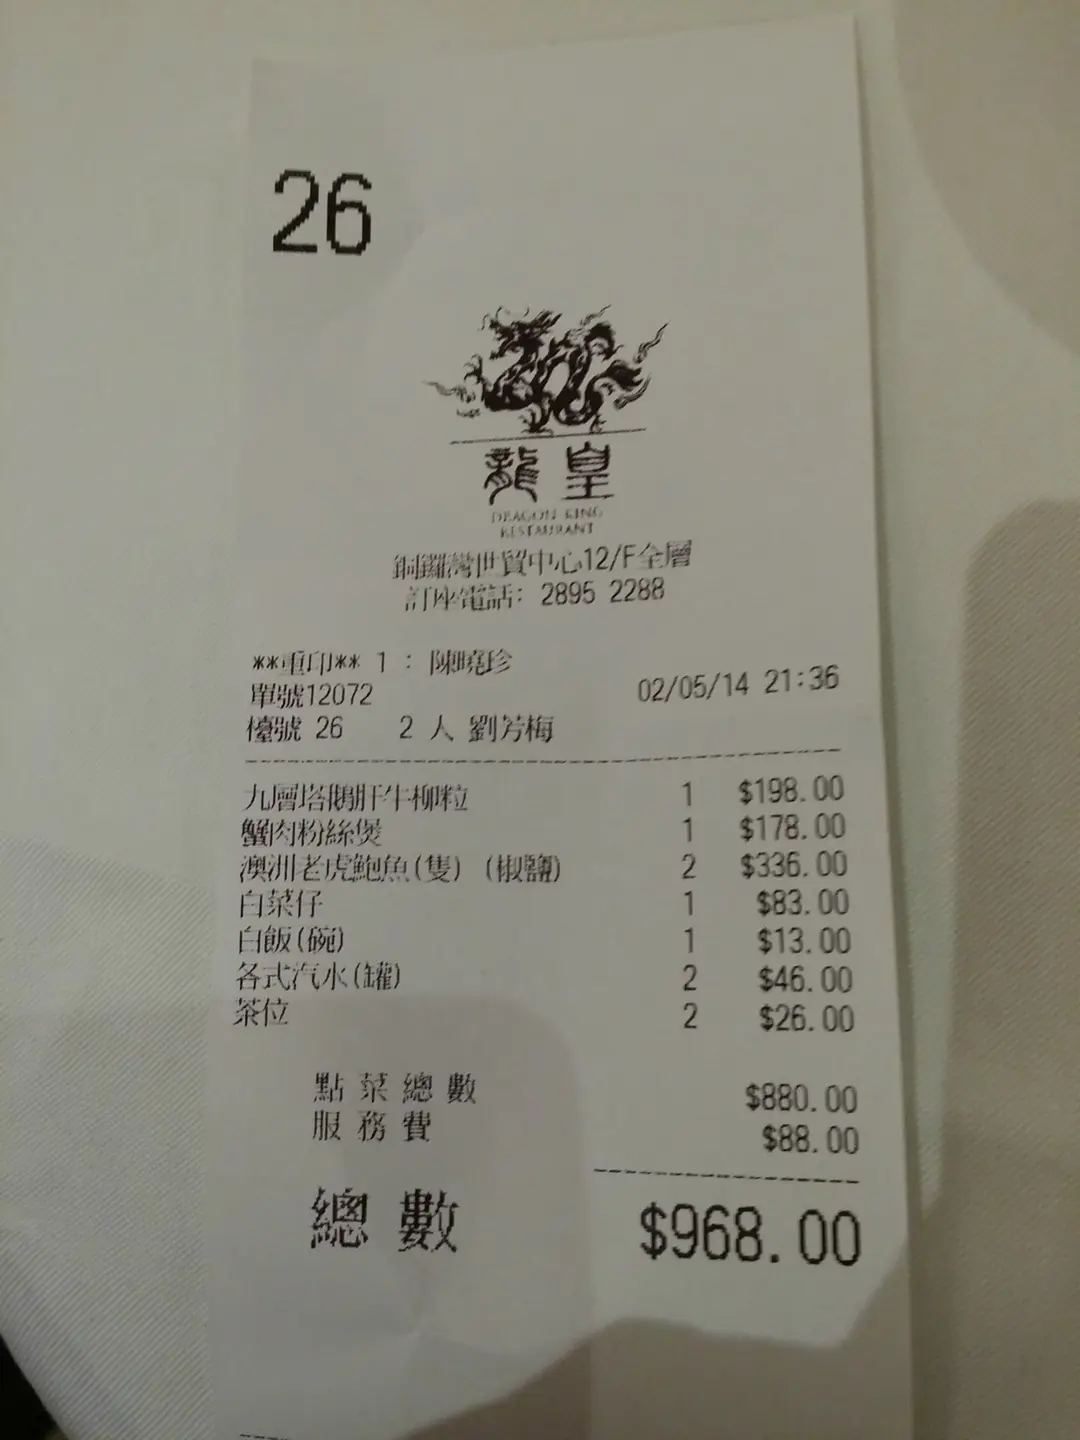 26
龍皇
DRAGON KING
RESTAURANT
銅鑼灣世貿中心12/F全層
訂座電話: 2895 2288
**重印** 1 : 陳曉珍
單號12072 02/05/14 21:36
檯號 26 2 人 劉芳梅
九層塔鵝肝牛柳粒 1 $198.00
蟹肉粉絲煲 1 $178.00
澳洲老虎鮑魚(隻) (椒鹽) 2 $336.00
白菜仔 1 $83.00
白飯(碗) 1 $13.00
各式汽水(罐) 2 $46.00
茶位 2 $26.00
點菜總數 $880.00
服務費 $88.00
總數 $968.00